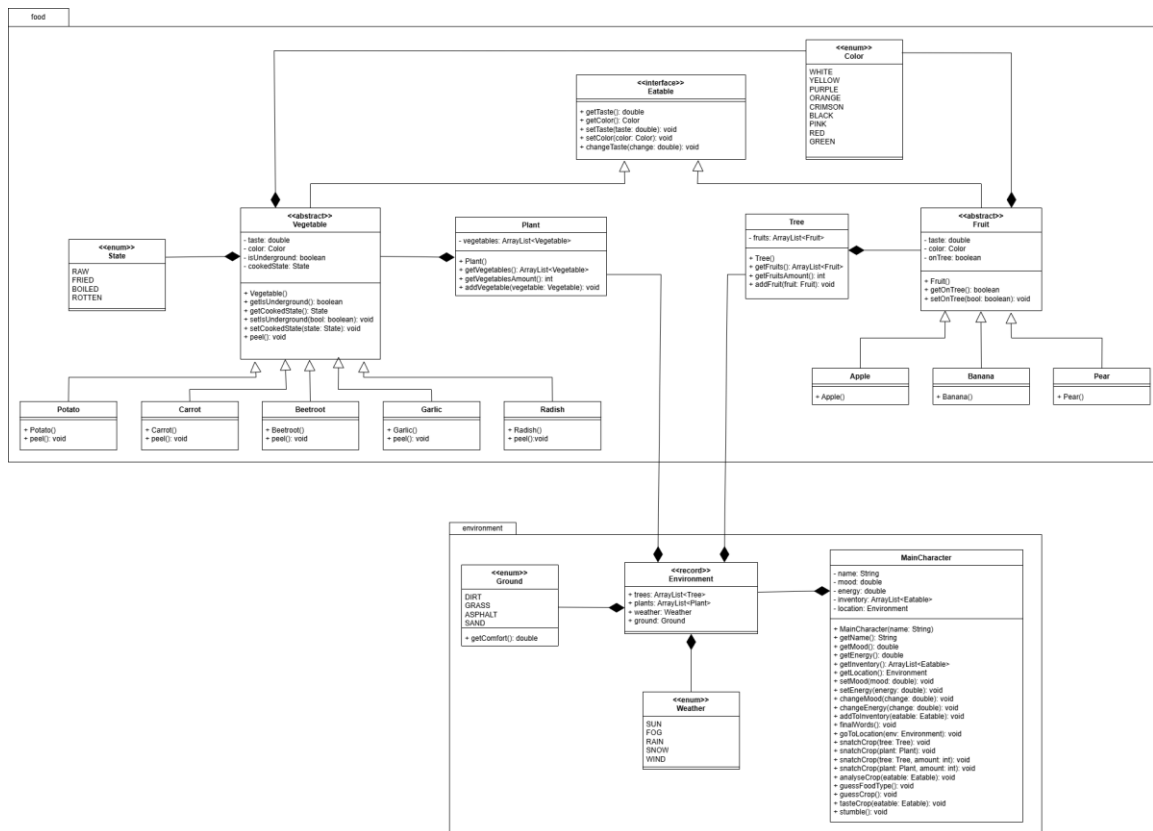 food
<<enum>>
Color
WHITE
YELLOW
PURPLE
ORANGE
CRIMSON
BLACK
PINK
RED
GREEN
<<interface>>
Eatable
+ getTaste(): double
+ getColor(): Color
+ setTaste(taste: double): void
+ setColor(color: Color): void
+ changeTaste(change: double): void
<<enum>>
State
RAW
FRIED
BOILED
ROTTEN
<<abstract>>
Vegetable
- taste: double
- color: Color
- isUnderground: boolean
- cookedState: State
+ Vegetable()
+ getIsUnderground(): boolean
+ getCookedState(): State
+ setIsUnderground(bool: boolean): void
+ setCookedState(state: State): void
+ peel(): void
Plant
- vegetables: ArrayList<Vegetable>
+ Plant()
+ getVegetables(): ArrayList<Vegetable>
+ getVegetablesAmount(): int
+ addVegetable(vegetable: Vegetable): void
Tree
- fruits: ArrayList<Fruit>
+ Tree()
+ getFruits(): ArrayList<Fruit>
+ getFruitsAmount(): int
+ addFruit(fruit: Fruit): void
<<abstract>>
Fruit
- taste: double
- color: Color
- onTree: boolean
+ Fruit()
+ getOnTree(): boolean
+ setOnTree(bool: boolean): void
Potato
+ Potato()
+ peel(): void
Carrot
+ Carrot()
+ peel(): void
Beetroot
+ Beetroot()
+ peel(): void
Garlic
+ Garlic()
+ peel(): void
Radish
+ Radish()
+ peel():void
Apple
+ Apple()
Banana
+ Banana()
Pear
+ Pear()
environment
<<enum>>
Ground
DIRT
GRASS
ASPHALT
SAND
+ getComfort(): double
<<record>>
Environment
+ trees: ArrayList<Tree>
+ plants: ArrayList<Plant>
+ weather: Weather
+ ground: Ground
<<enum>>
Weather
SUN
FOG
RAIN
SNOW
WIND
MainCharacter
- name: String
- mood: double
- energy: double
- inventory: ArrayList<Eatable>
- location: Environment
+ MainCharacter(name: String)
+ getName(): String
+ getMood(): double
+ getEnergy(): double
+ getInventory(): ArrayList<Eatable>
+ getLocation(): Environment
+ setMood(mood: double): void
+ setEnergy(energy: double): void
+ changeMood(change: double): void
+ changeEnergy(change: double): void
+ addToInventory(eatable: Eatable): void
+ finalWords(): void
+ goToLocation(env: Environment): void
+ snatchCrop(tree: Tree): void
+ snatchCrop(plant: Plant): void
+ snatchCrop(tree: Tree, amount: int): void
+ snatchCrop(plant: Plant, amount: int): void
+ analyseCrop(eatable: Eatable): void
+ guessFoodType(): void
+ guessCrop(): void
+ tasteCrop(eatable: Eatable): void
+ stumble(): void